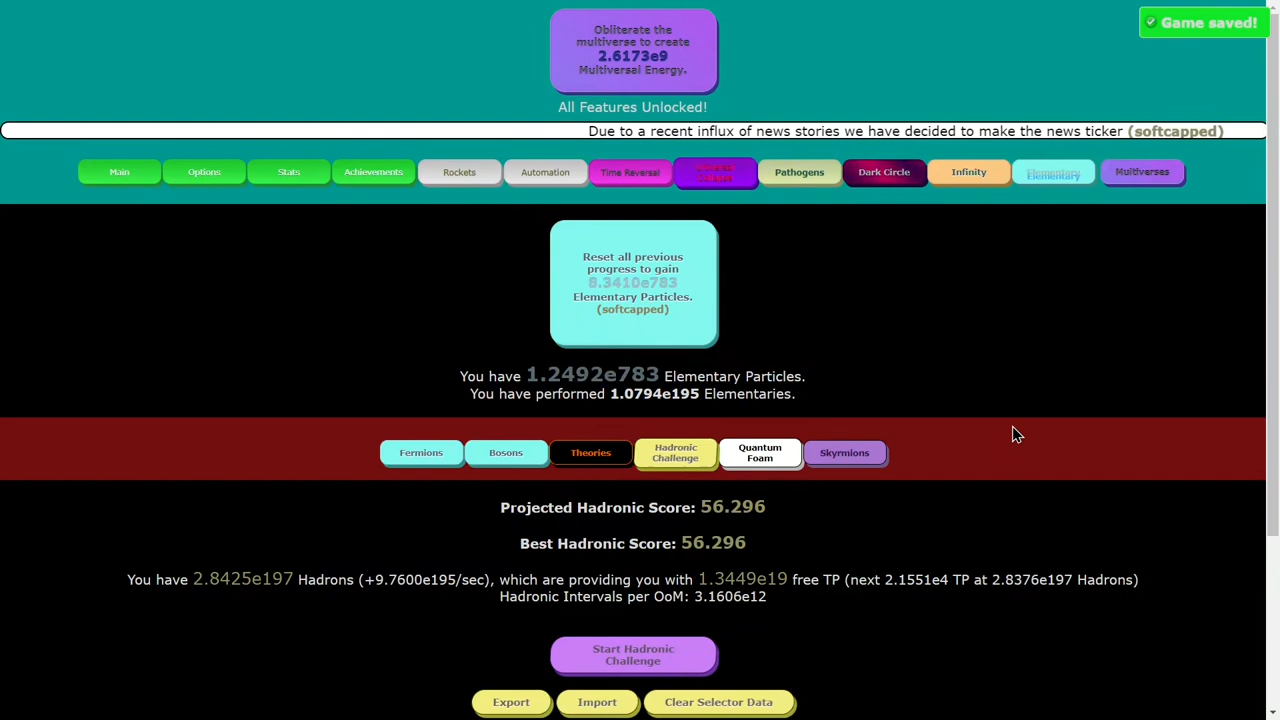 Game saved!
Obliterate the
multiverse to create
2.6173e9
Multiversal Energy.
All Features Unlocked!
Due to a recent influx of news stories we have decided to make the news ticker (softcapped)
Main
Options
Stats
Achievements
Rockets
Automation
Time Reversal
Pathogens
Dark Circle
Infinity
Elementary
Multiverses
Reset all previous
progress to gain
8.3410e783
Elementary Particles.
(softcapped)
You have 1.2492e783 Elementary Particles.
You have performed 1.0794e195 Elementaries.
Fermions
Bosons
Theories
Hadronic
Challenge
Quantum
Foam
Skyrmions
Projected Hadronic Score: 56.296
Best Hadronic Score: 56.296
You have 2.8425e197 Hadrons (+9.7600e195/sec), which are providing you with 1.3449e19 free TP (next 2.1551e4 TP at 2.8376e197 Hadrons)
Hadronic Intervals per OoM: 3.1606e12
Start Hadronic
Challenge
Export
Import
Clear Selector Data